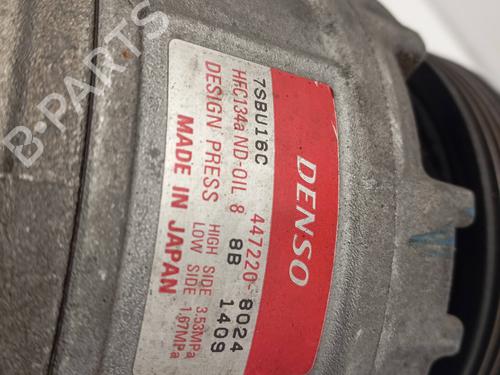 DENSO
7SBU16C 447220-8024
HFC134a ND-OIL 8 8B 1409
DESIGN PRESS HIGH SIDE 3.53MPa
LOW SIDE 1.67MPa
MADE IN JAPAN
B-PARTS